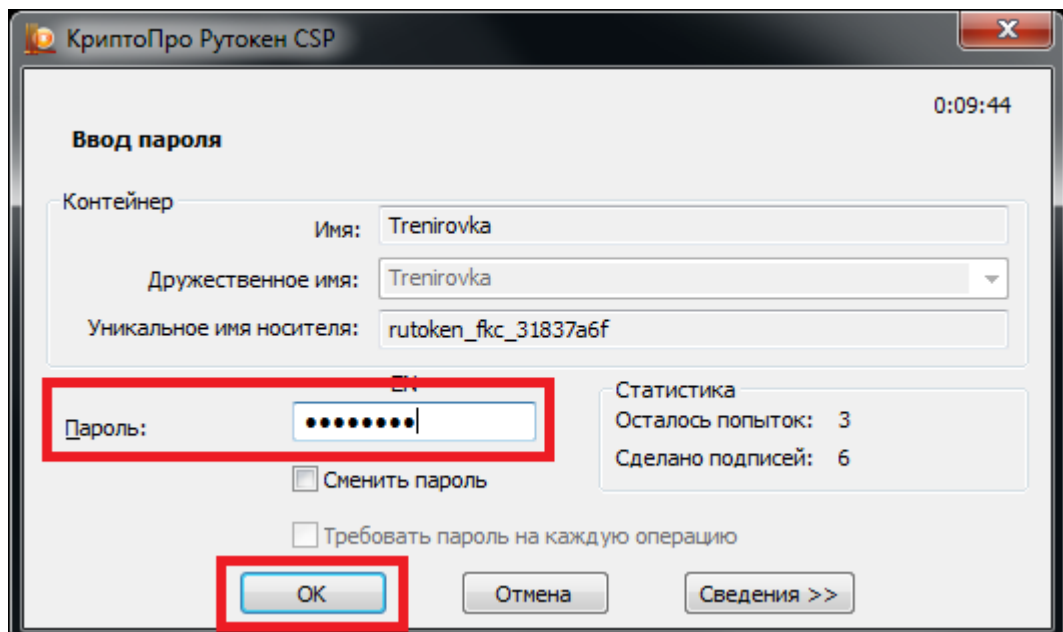 КриптоПро Рутокен CSP
0:09:44
Ввод пароля
Контейнер
Имя: Trenirovka
Дружественное имя: Trenirovka
Уникальное имя носителя: rutoken_fkc_31837a6f
EN
Статистика
Пароль: ●●●●●●●●
Осталось попыток: 3
Сделано подписей: 6
Сменить пароль
Требовать пароль на каждую операцию
OK Отмена Сведения >>